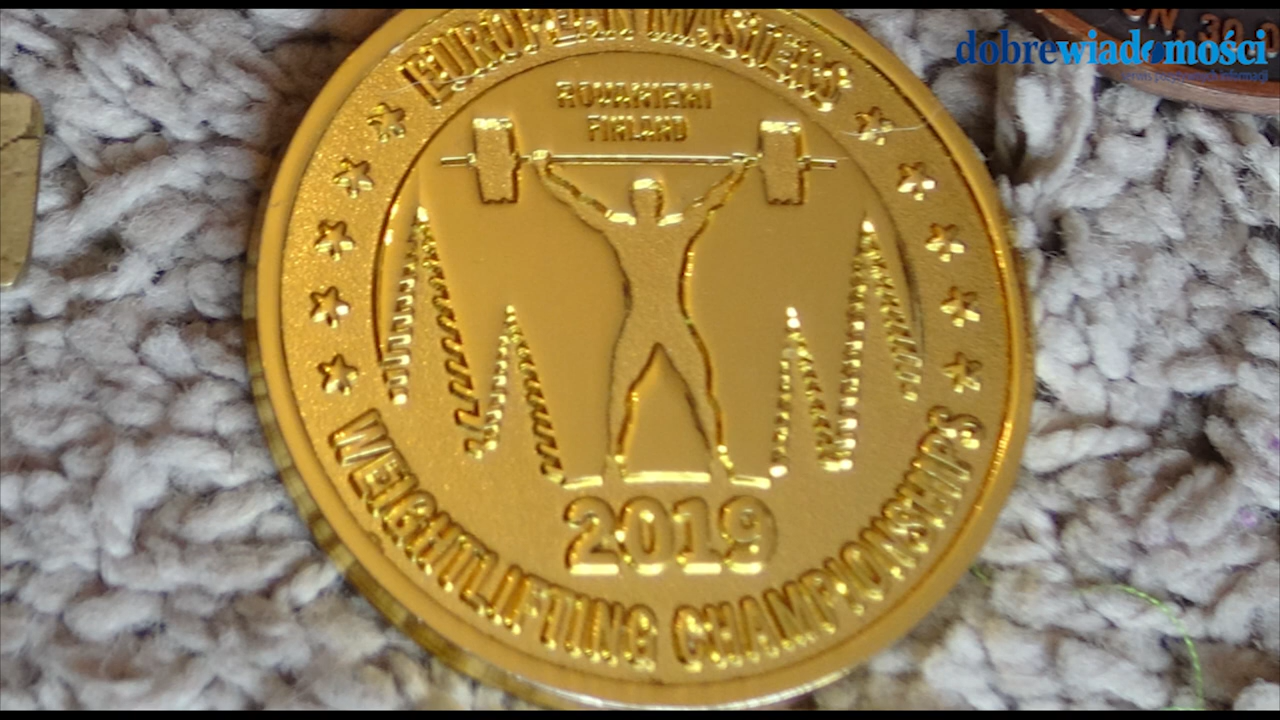 dobrewiadomości
EUROPEAN MASTERS
ROVANIEMI
FINLAND
2019
WEIGHTLIFTING CHAMPIONSHIPS